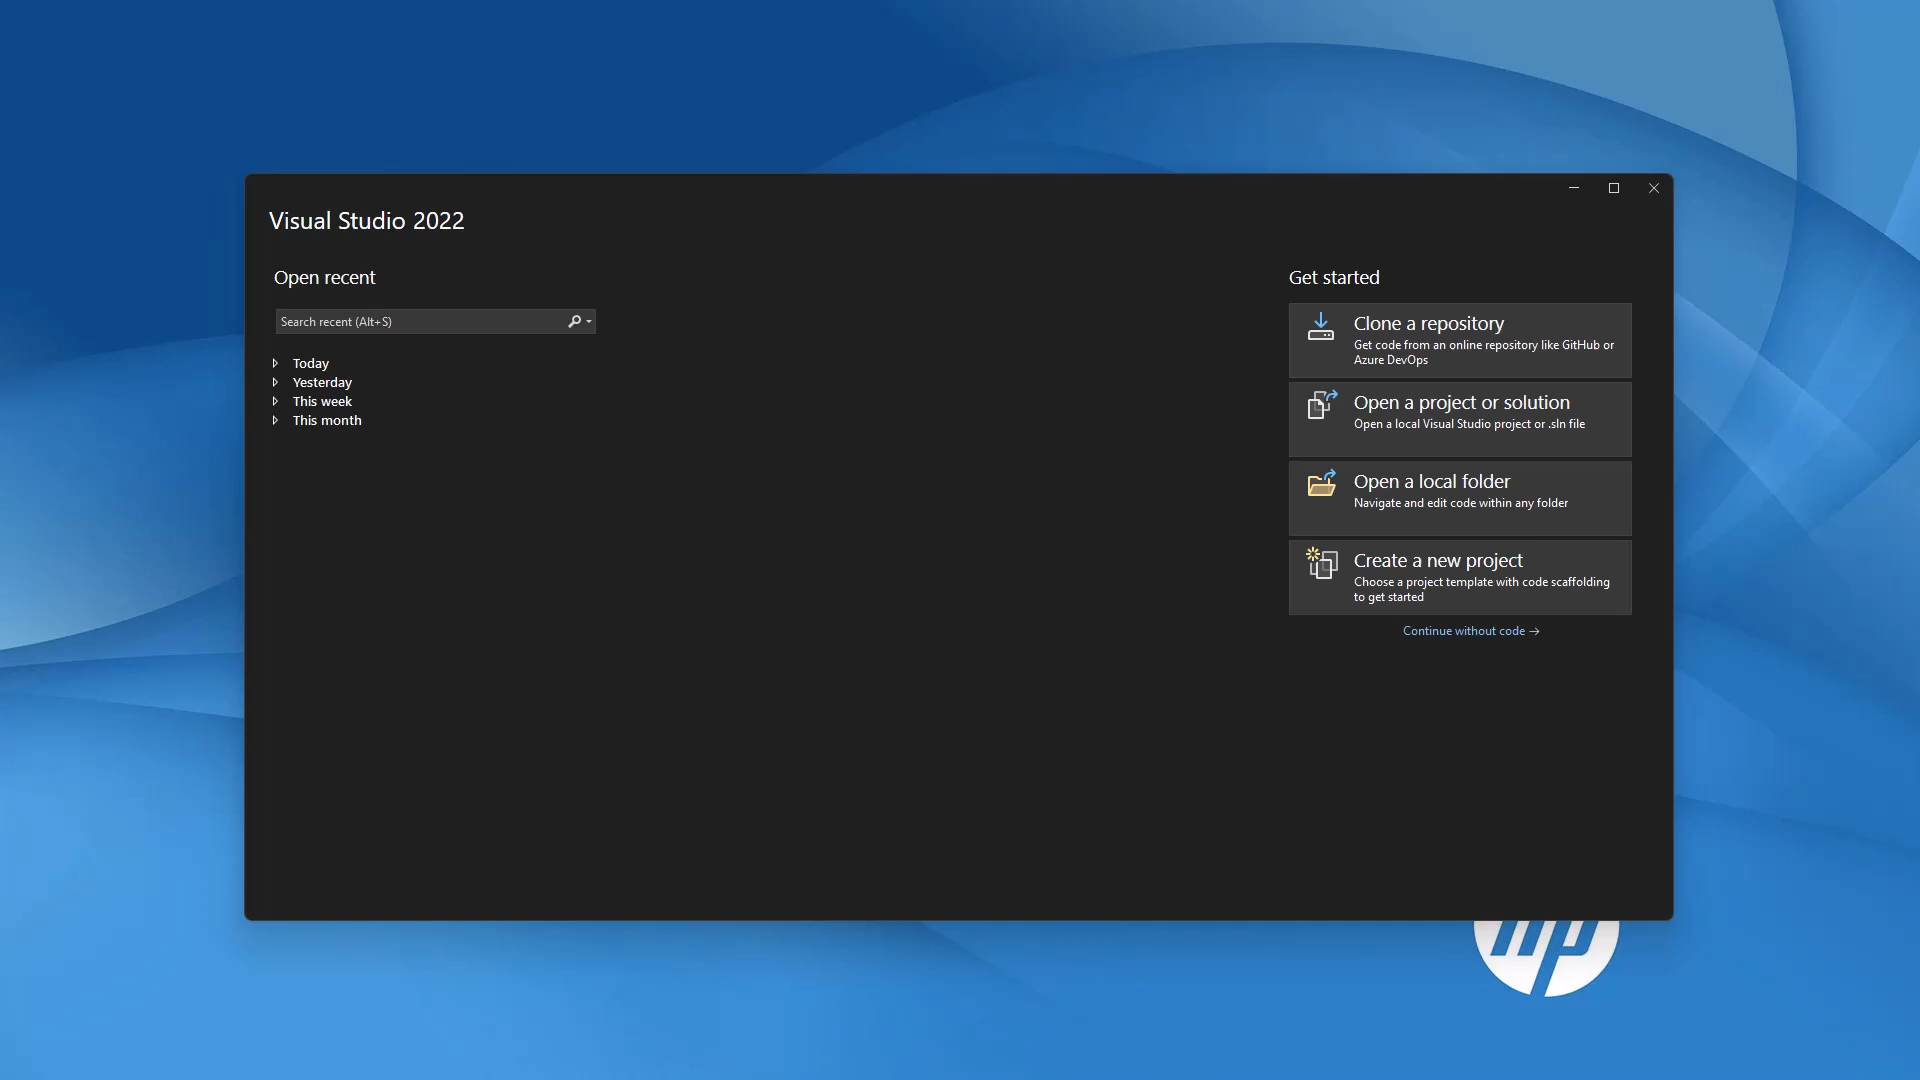 Visual Studio 2022
Open recent
Search recent (Alt+S)
Today
Yesterday
This week
This month
Get started
Clone a repository
Get code from an online repository like GitHub or
Azure DevOps
Open a project or solution
Open a local Visual Studio project or .sln file
Open a local folder
Navigate and edit code within any folder
Create a new project
Choose a project template with code scaffolding
to get started
Continue without code →
hp